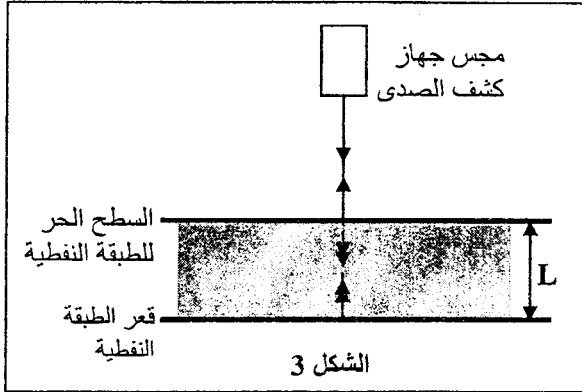 مجس جهاز
كشف الصدى
السطح الحر
للطبقة النفطية
L
قعر الطبقة
النفطية
الشكل 3